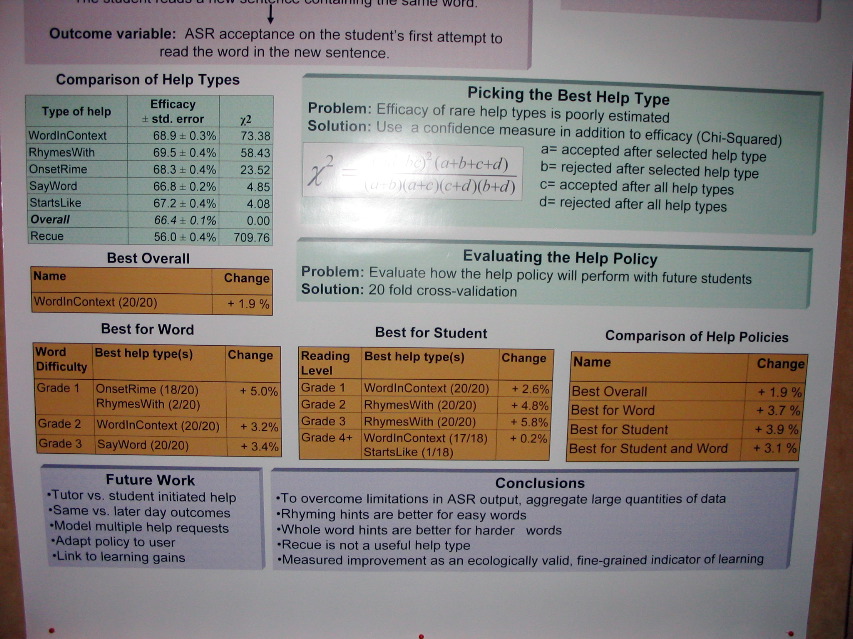 The student reads a new sentence containing the same word.
Outcome variable: ASR acceptance on the student's first attempt to
read the word in the new sentence.
Comparison of Help Types
Type of help Efficacy ± std. error χ2
WordInContext 68.9 ± 0.3% 73.38
RhymesWith 69.5 ± 0.4% 58.43
OnsetRime 68.3 ± 0.4% 23.52
SayWord 66.8 ± 0.2% 4.85
StartsLike 67.2 ± 0.4% 4.08
Overall 66.4 ± 0.1% 0.00
Recue 56.0 ± 0.4% 709.76
Picking the Best Help Type
Problem: Efficacy of rare help types is poorly estimated
Solution: Use a confidence measure in addition to efficacy (Chi-Squared)
χ² = bc)² (a+b+c+d)
(a+b)(a+c)(c+d)(b+d)
a= accepted after selected help type
b= rejected after selected help type
c= accepted after all help types
d= rejected after all help types
Evaluating the Help Policy
Problem: Evaluate how the help policy will perform with future students
Solution: 20 fold cross-validation
Best Overall
Name Change
WordInContext (20/20) + 1.9 %
Best for Word
Word Difficulty Best help type(s) Change
Grade 1 OnsetRime (18/20) + 5.0%
RhymesWith (2/20)
Grade 2 WordInContext (20/20) + 3.2%
Grade 3 SayWord (20/20) + 3.4%
Best for Student
Reading Level Best help type(s) Change
Grade 1 WordInContext (20/20) + 2.6%
Grade 2 RhymesWith (20/20) + 4.8%
Grade 3 RhymesWith (20/20) + 5.8%
Grade 4+ WordInContext (17/18) + 0.2%
StartsLike (1/18)
Comparison of Help Policies
Name Change
Best Overall + 1.9 %
Best for Word + 3.7 %
Best for Student + 3.9 %
Best for Student and Word + 3.1 %
Future Work
•Tutor vs. student initiated help
•Same vs. later day outcomes
•Model multiple help requests
•Adapt policy to user
•Link to learning gains
Conclusions
•To overcome limitations in ASR output, aggregate large quantities of data
•Rhyming hints are better for easy words
•Whole word hints are better for harder words
•Recue is not a useful help type
•Measured improvement as an ecologically valid, fine-grained indicator of learning